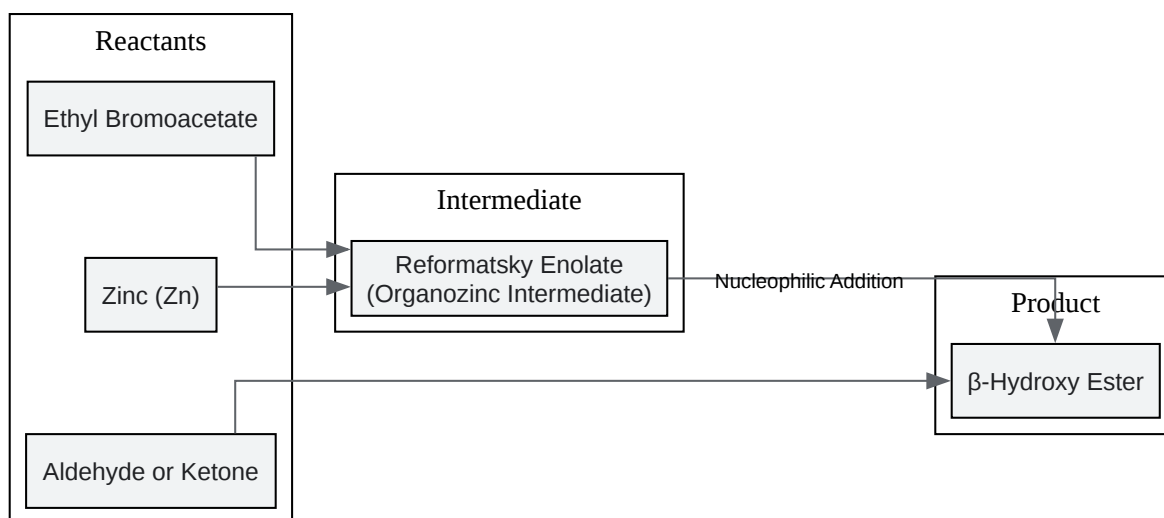 Reactants
Ethyl Bromoacetate
Zinc (Zn)
Aldehyde or Ketone
Intermediate
Reformatsky Enolate
(Organozinc Intermediate)
Nucleophilic Addition
Product
β-Hydroxy Ester